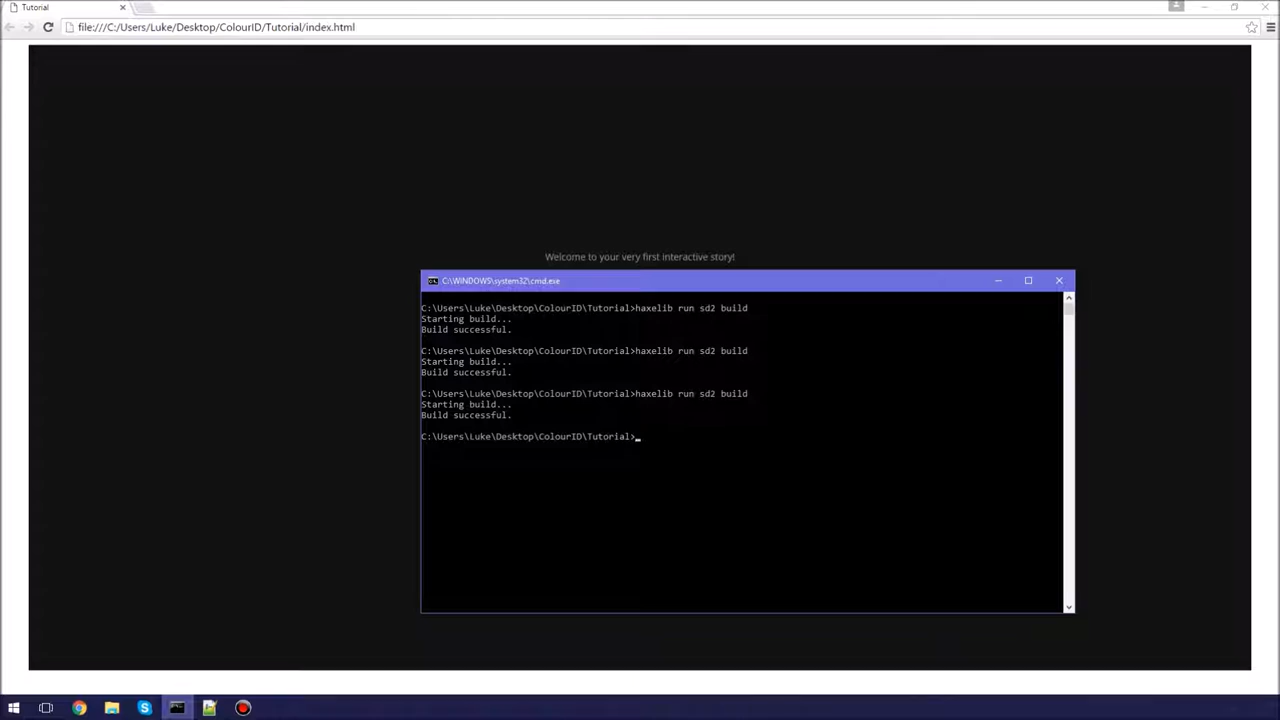 Tutorial
file:///C:/Users/Luke/Desktop/ColourID/Tutorial/index.html
Welcome to your very first interactive story!
C:\WINDOWS\system32\cmd.exe
C:\Users\Luke\Desktop\ColourID\Tutorial>haxelib run sd2 build
Starting build...
Build successful.
C:\Users\Luke\Desktop\ColourID\Tutorial>haxelib run sd2 build
Starting build...
Build successful.
C:\Users\Luke\Desktop\ColourID\Tutorial>haxelib run sd2 build
Starting build...
Build successful.
C:\Users\Luke\Desktop\ColourID\Tutorial>_